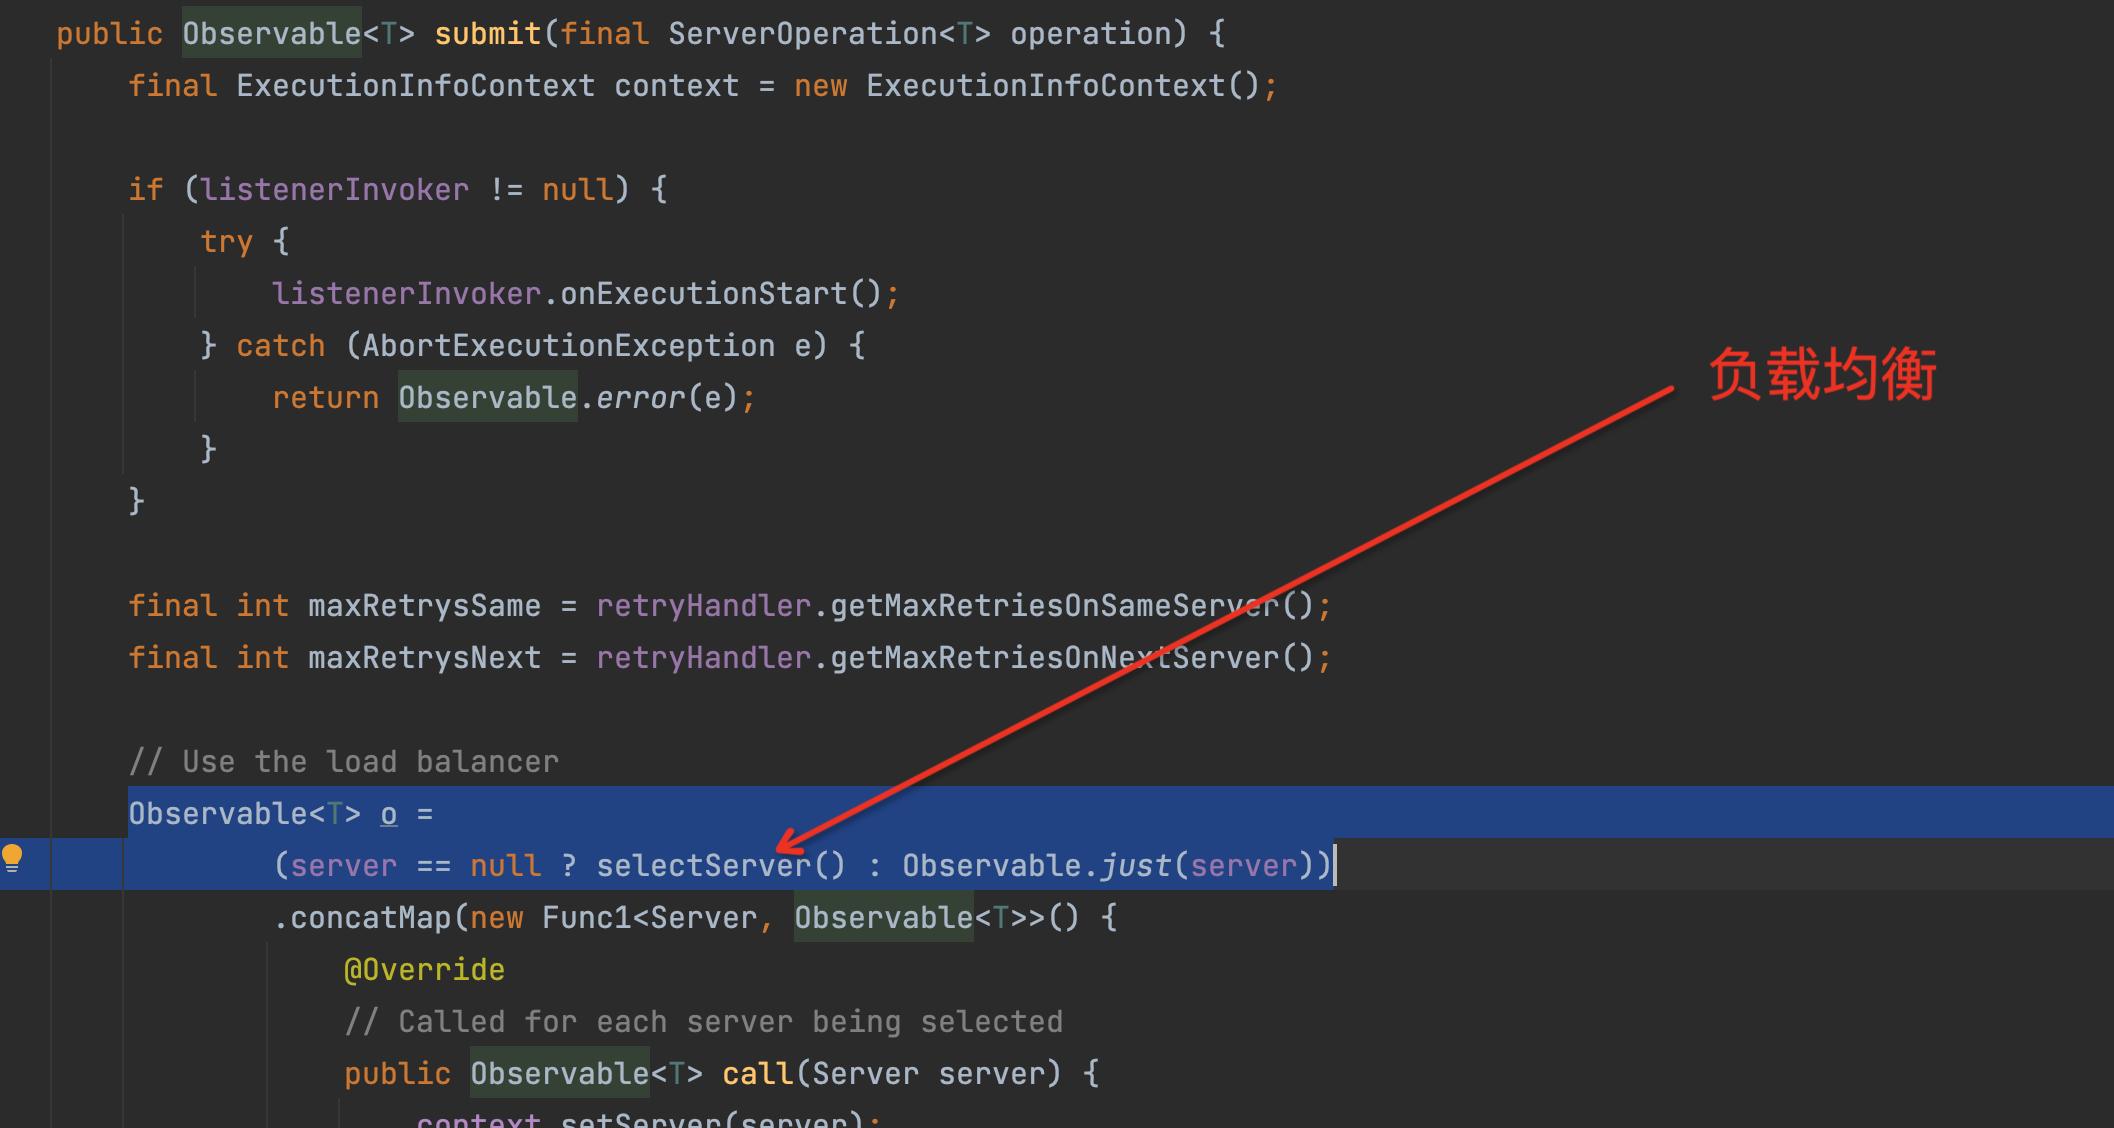 public Observable<T> submit(final ServerOperation<T> operation) {
final ExecutionInfoContext context = new ExecutionInfoContext();
if (listenerInvoker != null) {
try {
listenerInvoker.onExecutionStart();
} catch (AbortExecutionException e) {
return Observable.error(e);
}
}
负载均衡
final int maxRetrysSame = retryHandler.getMaxRetriesOnSameServer();
final int maxRetrysNext = retryHandler.getMaxRetriesOnNextServer();
// Use the load balancer
Observable<T> o =
(server == null ? selectServer() : Observable.just(server))
.concatMap(new Func1<Server, Observable<T>>() {
@Override
// Called for each server being selected
public Observable<T> call(Server server) {
context.setServer(server);